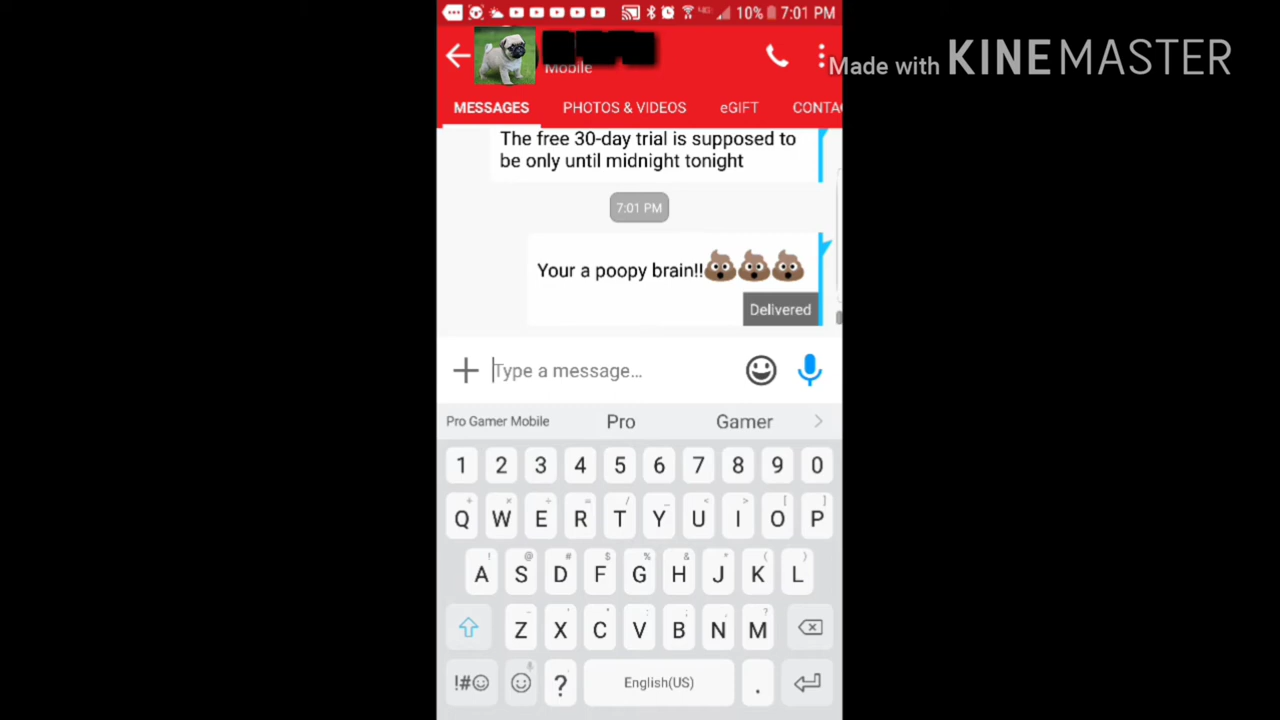 10% 7:01 PM
Mobile
Made with KINEMASTER
MESSAGES PHOTOS & VIDEOS eGIFT CONTA
The free 30-day trial is supposed to
be only until midnight tonight
7:01 PM
Your a poopy brain!!💩💩💩
Delivered
Type a message...
Pro Gamer Mobile Pro Gamer
1 2 3 4 5 6 7 8 9 0
Q W E R T Y U I O P
A S D F G H J K L
Z X C V B N M
!#☺ ? English(US) .